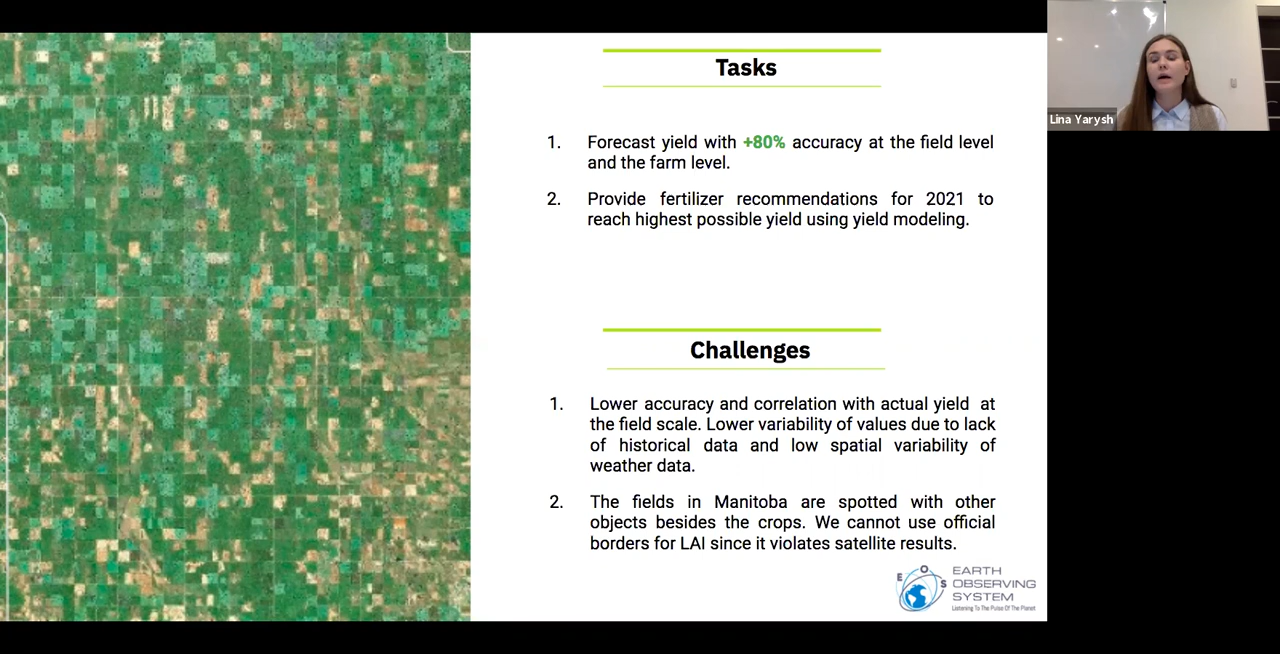 Tasks
1. Forecast yield with +80% accuracy at the field level
and the farm level.
2. Provide fertilizer recommendations for 2021 to
reach highest possible yield using yield modeling.
Challenges
1. Lower accuracy and correlation with actual yield at
the field scale. Lower variability of values due to lack
of historical data and low spatial variability of
weather data.
2. The fields in Manitoba are spotted with other
objects besides the crops. We cannot use official
borders for LAI since it violates satellite results.
E O S
EARTH
OBSERVING
SYSTEM
Listening To The Pulse Of The Planet
Lina Yarysh